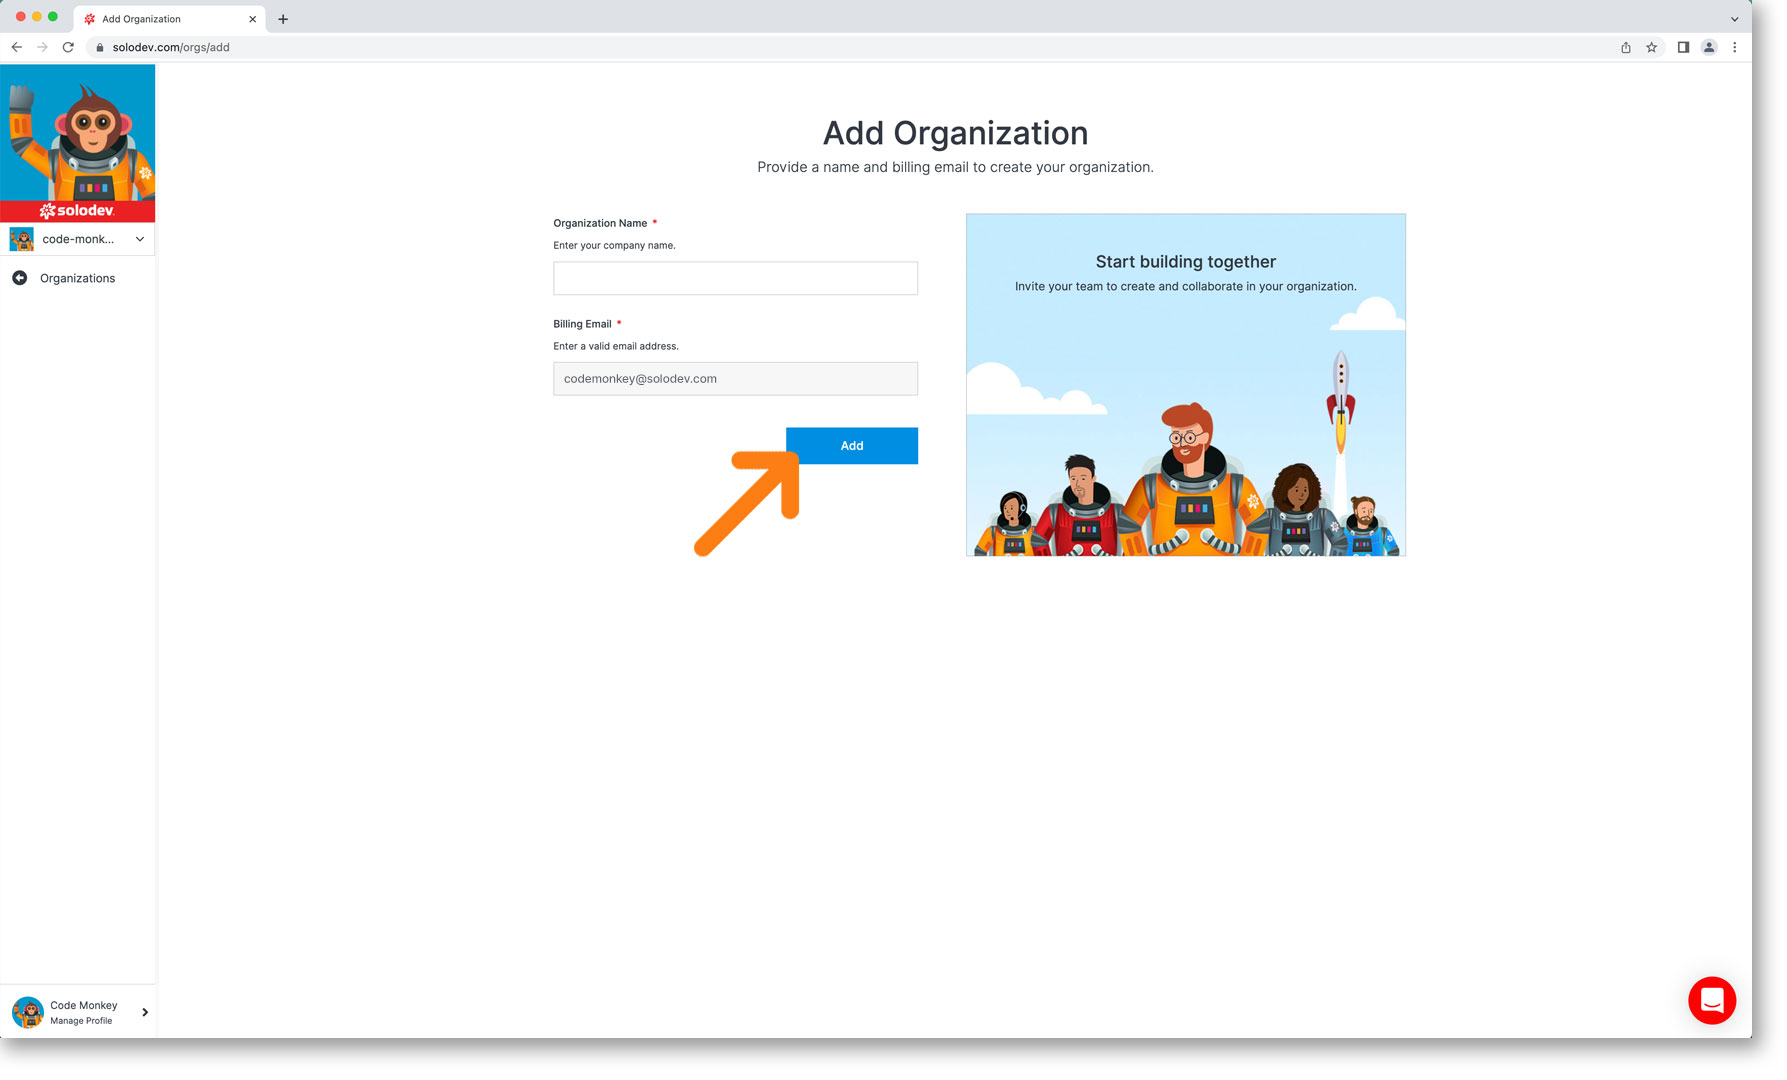 Add Organization
solodev.com/orgs/add
solodev
code-monk...
Organizations
Add Organization
Provide a name and billing email to create your organization.
Organization Name *
Enter your company name.
Billing Email *
Enter a valid email address.
codemonkey@solodev.com
Add
Start building together
Invite your team to create and collaborate in your organization.
Code Monkey
Manage Profile